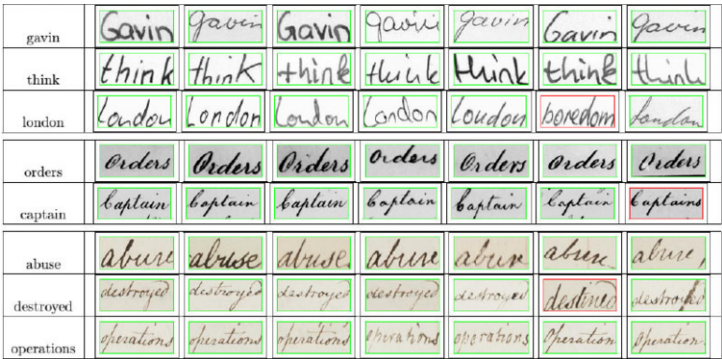 gavin Gavin Gavin Gavin Gavin Gavin Gavin Gavin
think think think think think think think think
london London London London London London boredom London
orders Orders Orders Orders Orders Orders Orders Orders
captain Captain Captain Captain Captain Captain Captain Captains
abuse abuse abuse abuse. abuse abuse abuse abuse,
destroyed destroyed destroyed destroyed destroyed destroyed destined destroyed
operations operations operations operations operations operations Operation Operation,